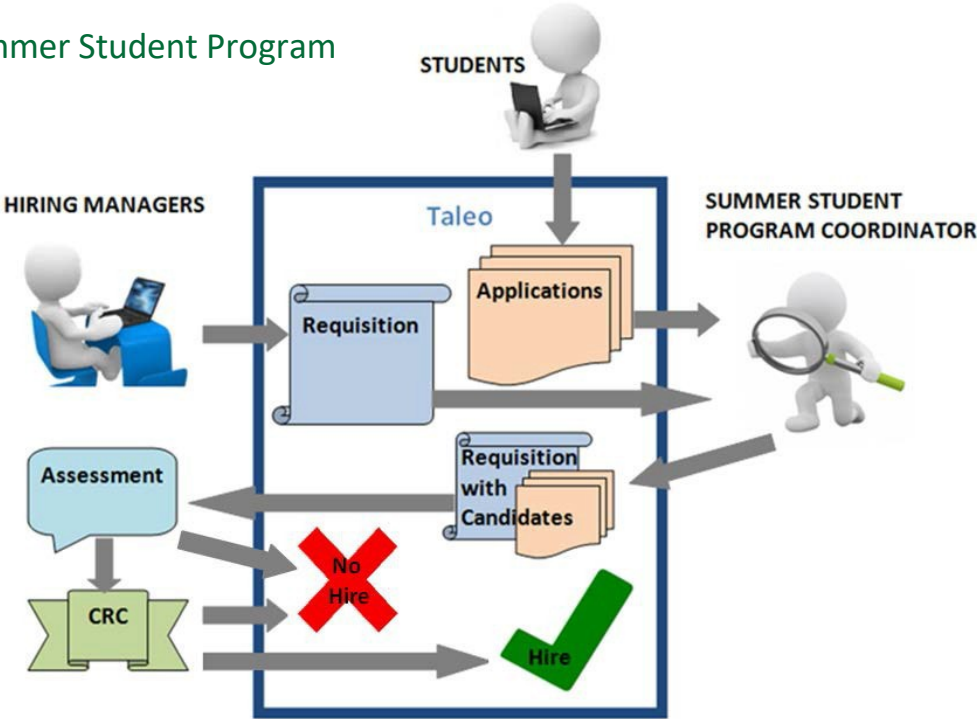 mmer Student Program
STUDENTS
HIRING MANAGERS
SUMMER STUDENT
PROGRAM COORDINATOR
Taleo
Applications
Requisition
Requisition
with
Candidates
Assessment
No
Hire
CRC
Hire